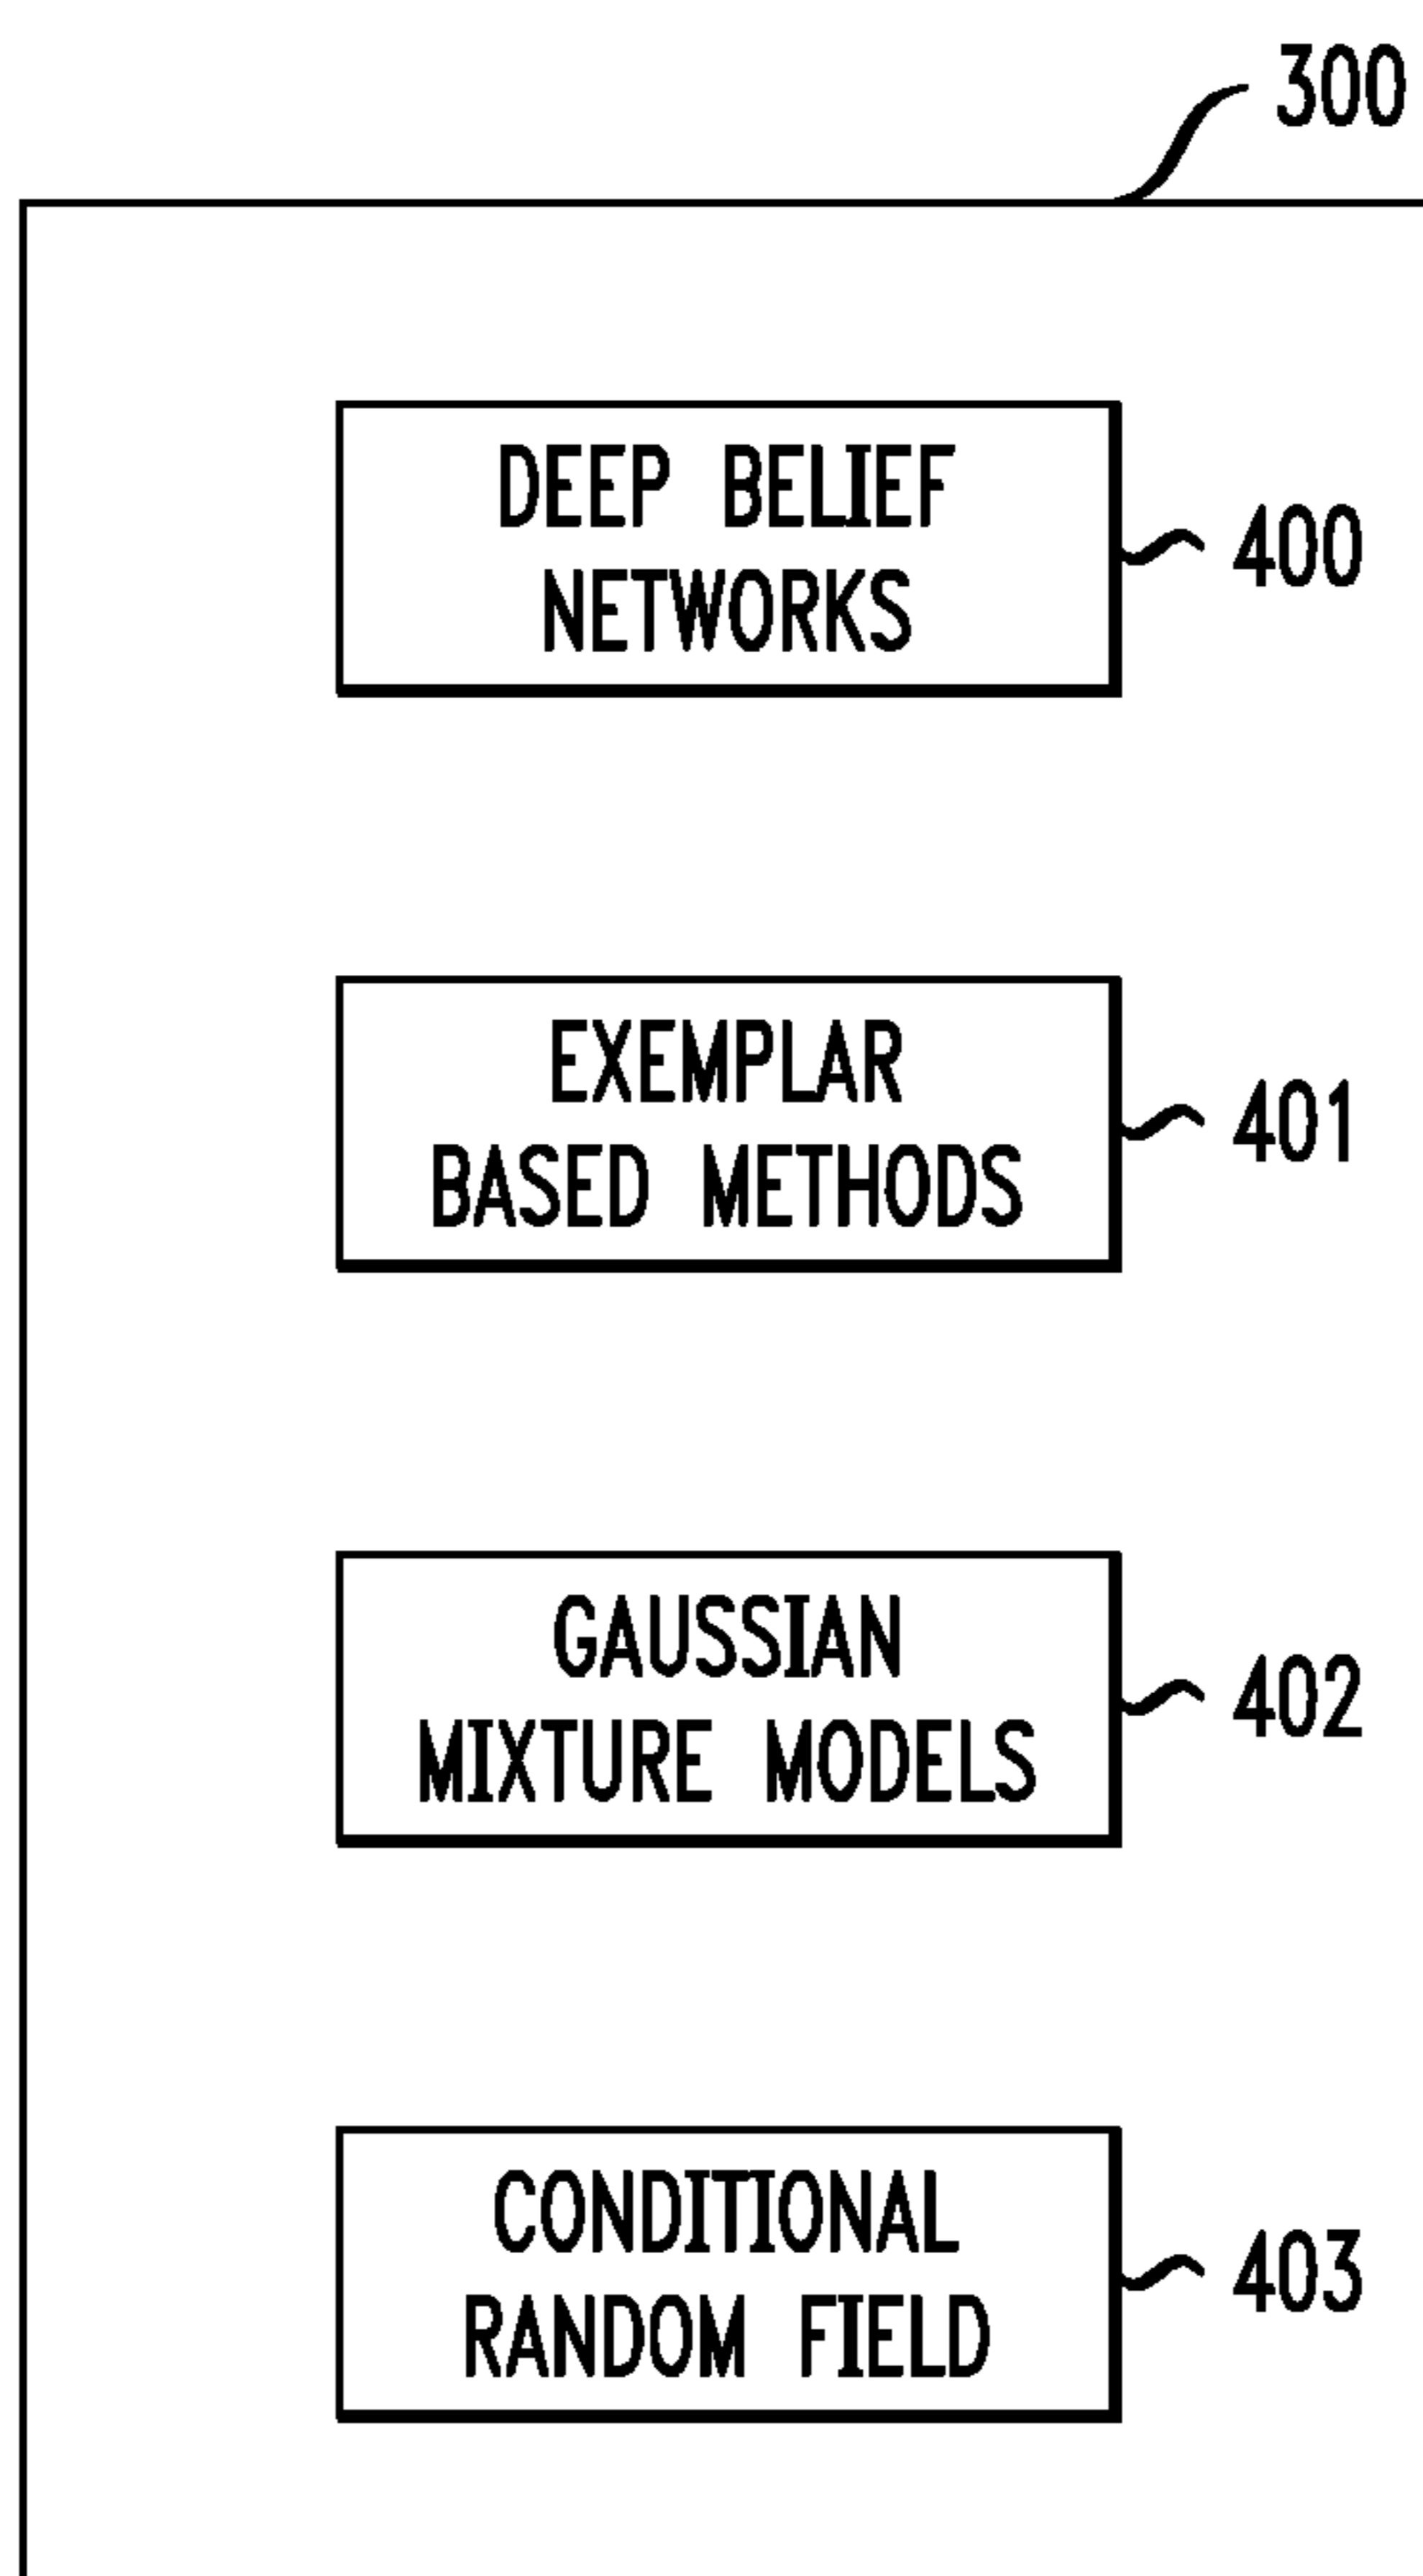 300
DEEP BELIEF
NETWORKS
400
EXEMPLAR
BASED METHODS
401
GAUSSIAN
MIXTURE MODELS
402
CONDITIONAL
RANDOM FIELD
403